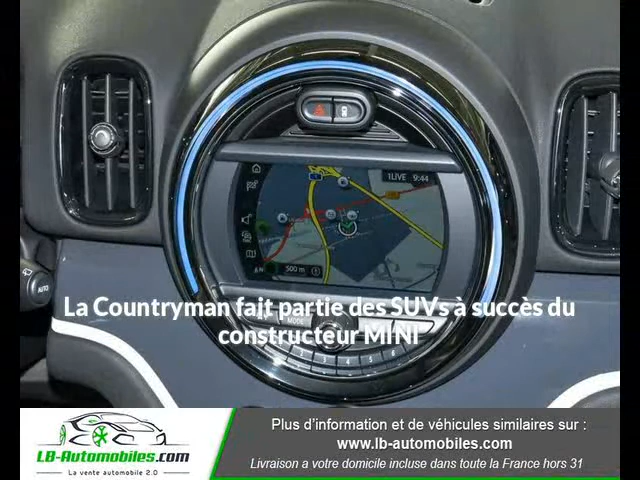 1LIVE 9:44
500 m
AUTO
MODE
La Countryman fait partie des SUVs à succès du
constructeur MINI
LB-Automobiles.com
La vente automobile 2.0
Plus d'information et de véhicules similaires sur :
www.lb-automobiles.com
Livraison a votre domicile incluse dans toute la France hors 31